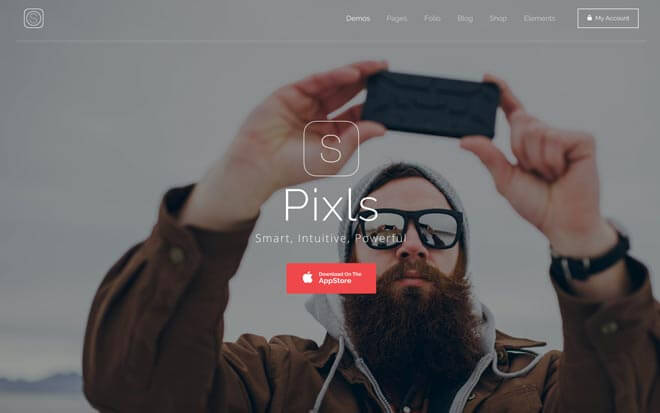 S
Demos Pages Folio Blog Shop Elements My Account
S
Pixls
Smart, Intuitive, Powerful
Download On The
AppStore